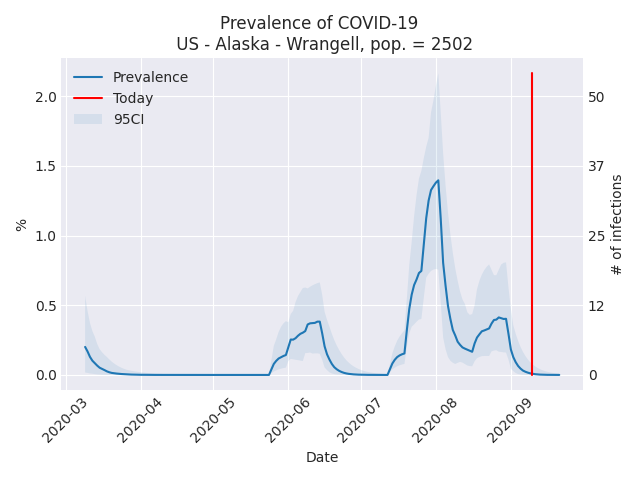 Prevalence of COVID-19
US - Alaska - Wrangell, pop. = 2502
Prevalence
Today
95CI
2.0
1.5
1.0
0.5
0.0
%
50
37
25
12
0
# of infections
2020-03
2020-04
2020-05
2020-06
2020-07
2020-08
2020-09
Date